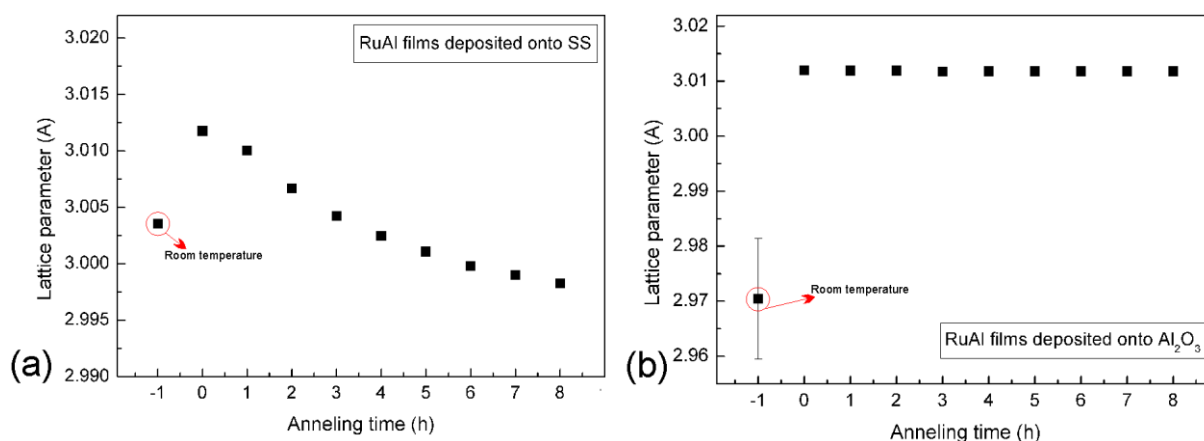 RuAl films deposited onto SS
Lattice parameter (A)
3.020
3.015
3.010
3.005
3.000
2.995
2.990
Room temperature
(a)
-1 0 1 2 3 4 5 6 7 8
Anneling time (h)
3.02
3.01
3.00
2.99
2.98
2.97
2.96
Lattice parameter (A)
Room temperature
RuAl films deposited onto Al₂O₃
(b)
-1 0 1 2 3 4 5 6 7 8
Anneling time (h)